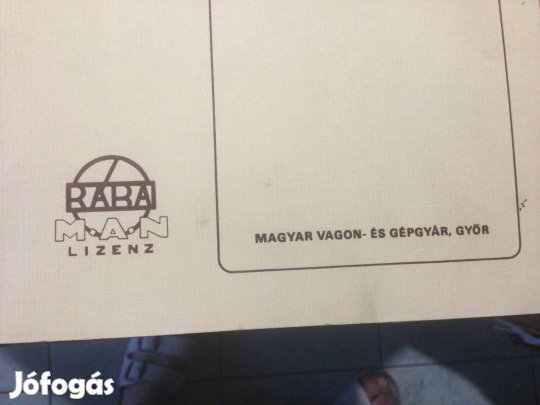 RÁBA
M.A.N
LIZENZ
MAGYAR VAGON- ÉS GÉPGYÁR, GYŐR
Jófogás